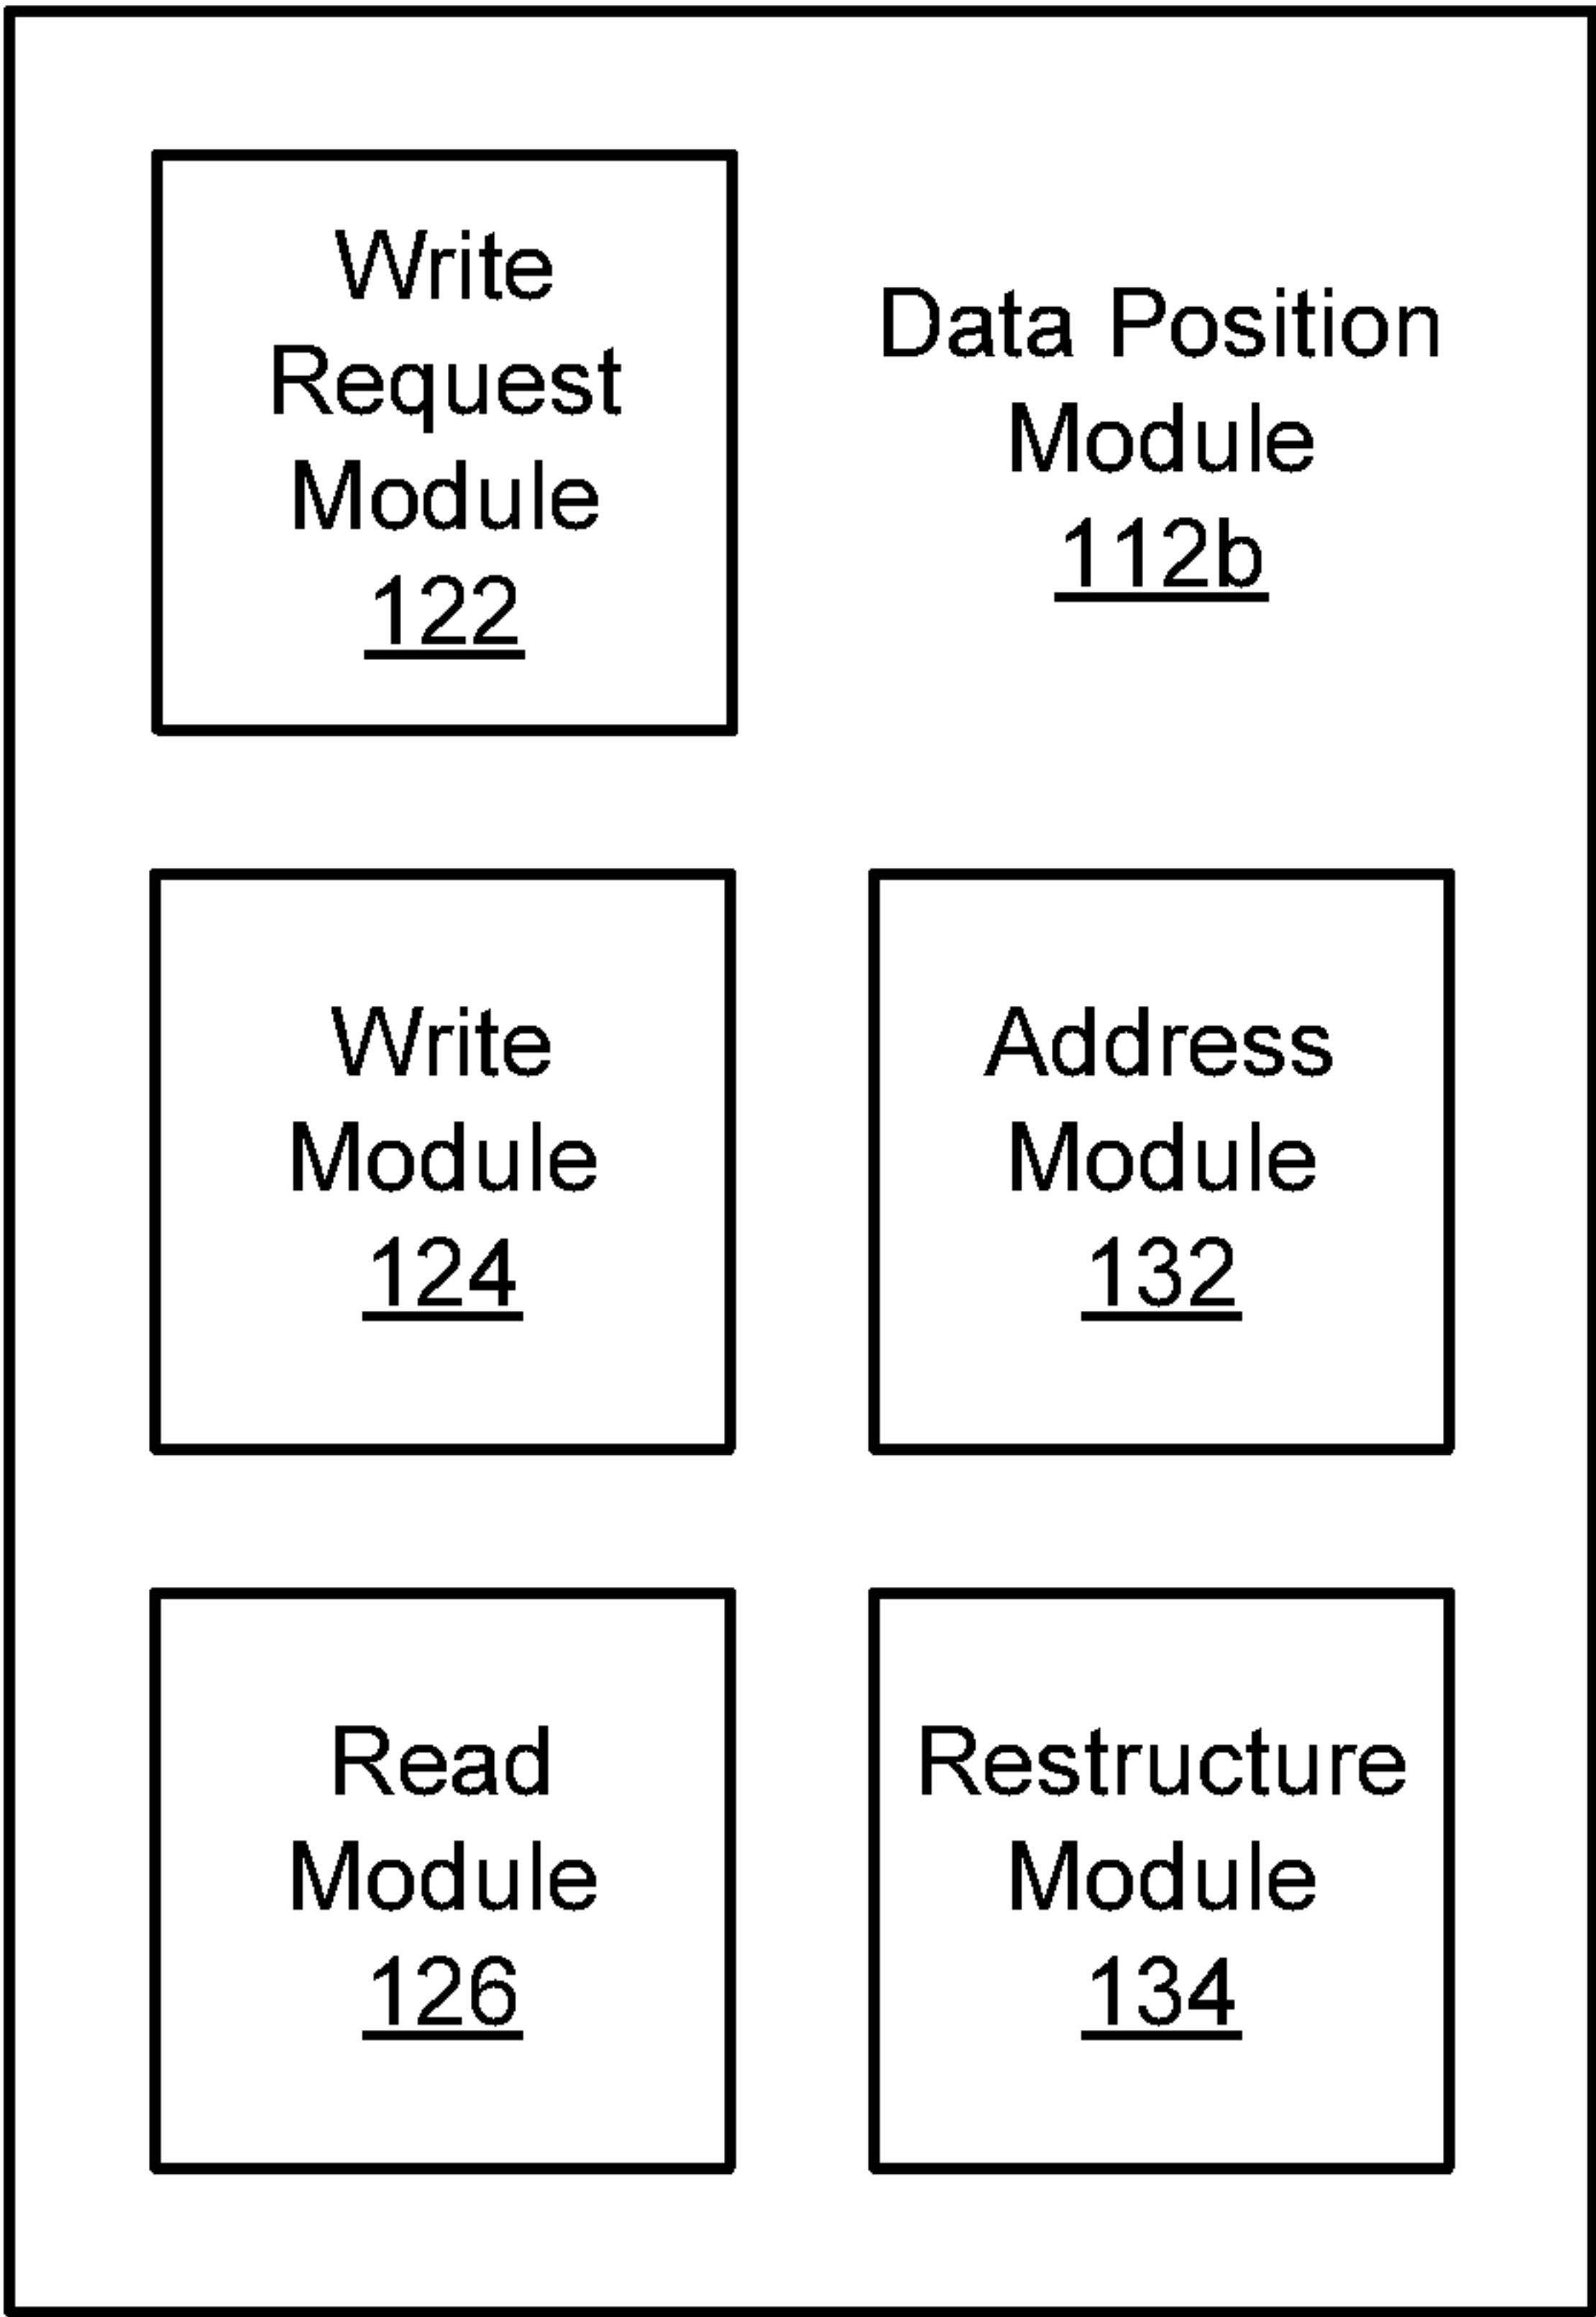 Write
Request
Module
122
Data Position
Module
112b
Write
Module
124
Address
Module
132
Read
Module
126
Restructure
Module
134